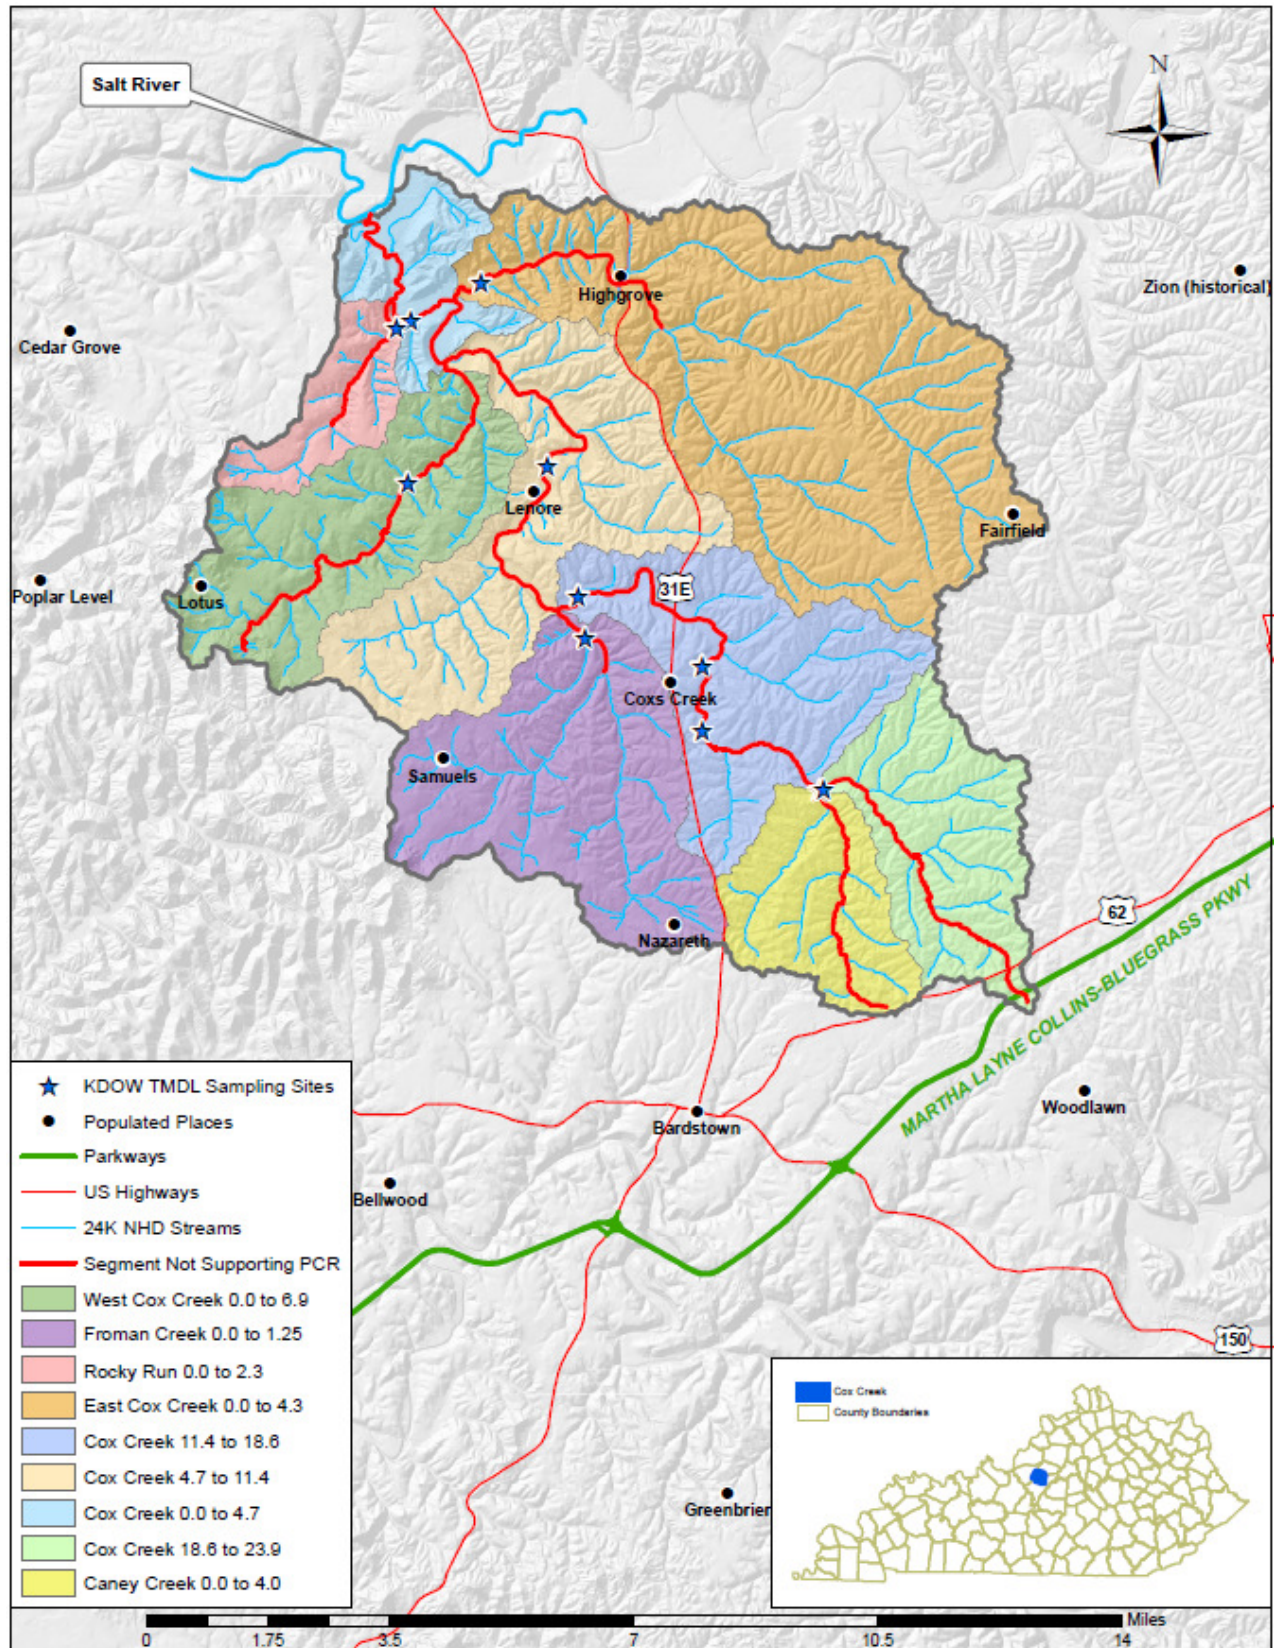 N
Salt River
Highgrove
Zion (historical)
Cedar Grove
Lenore
Fairfield
Poplar Level
Lotus
31E
Coxs Creek
Samuels
Nazareth
62
MARTHA LAYNE COLLINS-BLUEGRASS PKWY
Woodlawn
Bardstown
Bellwood
150
Greenbrier
KDOW TMDL Sampling Sites
Populated Places
Parkways
US Highways
24K NHD Streams
Segment Not Supporting PCR
West Cox Creek 0.0 to 6.9
Froman Creek 0.0 to 1.25
Rocky Run 0.0 to 2.3
East Cox Creek 0.0 to 4.3
Cox Creek 11.4 to 18.6
Cox Creek 4.7 to 11.4
Cox Creek 0.0 to 4.7
Cox Creek 18.6 to 23.9
Caney Creek 0.0 to 4.0
Cox Creek
County Boundaries
Miles
0 1.75 3.5 7 10.5 14